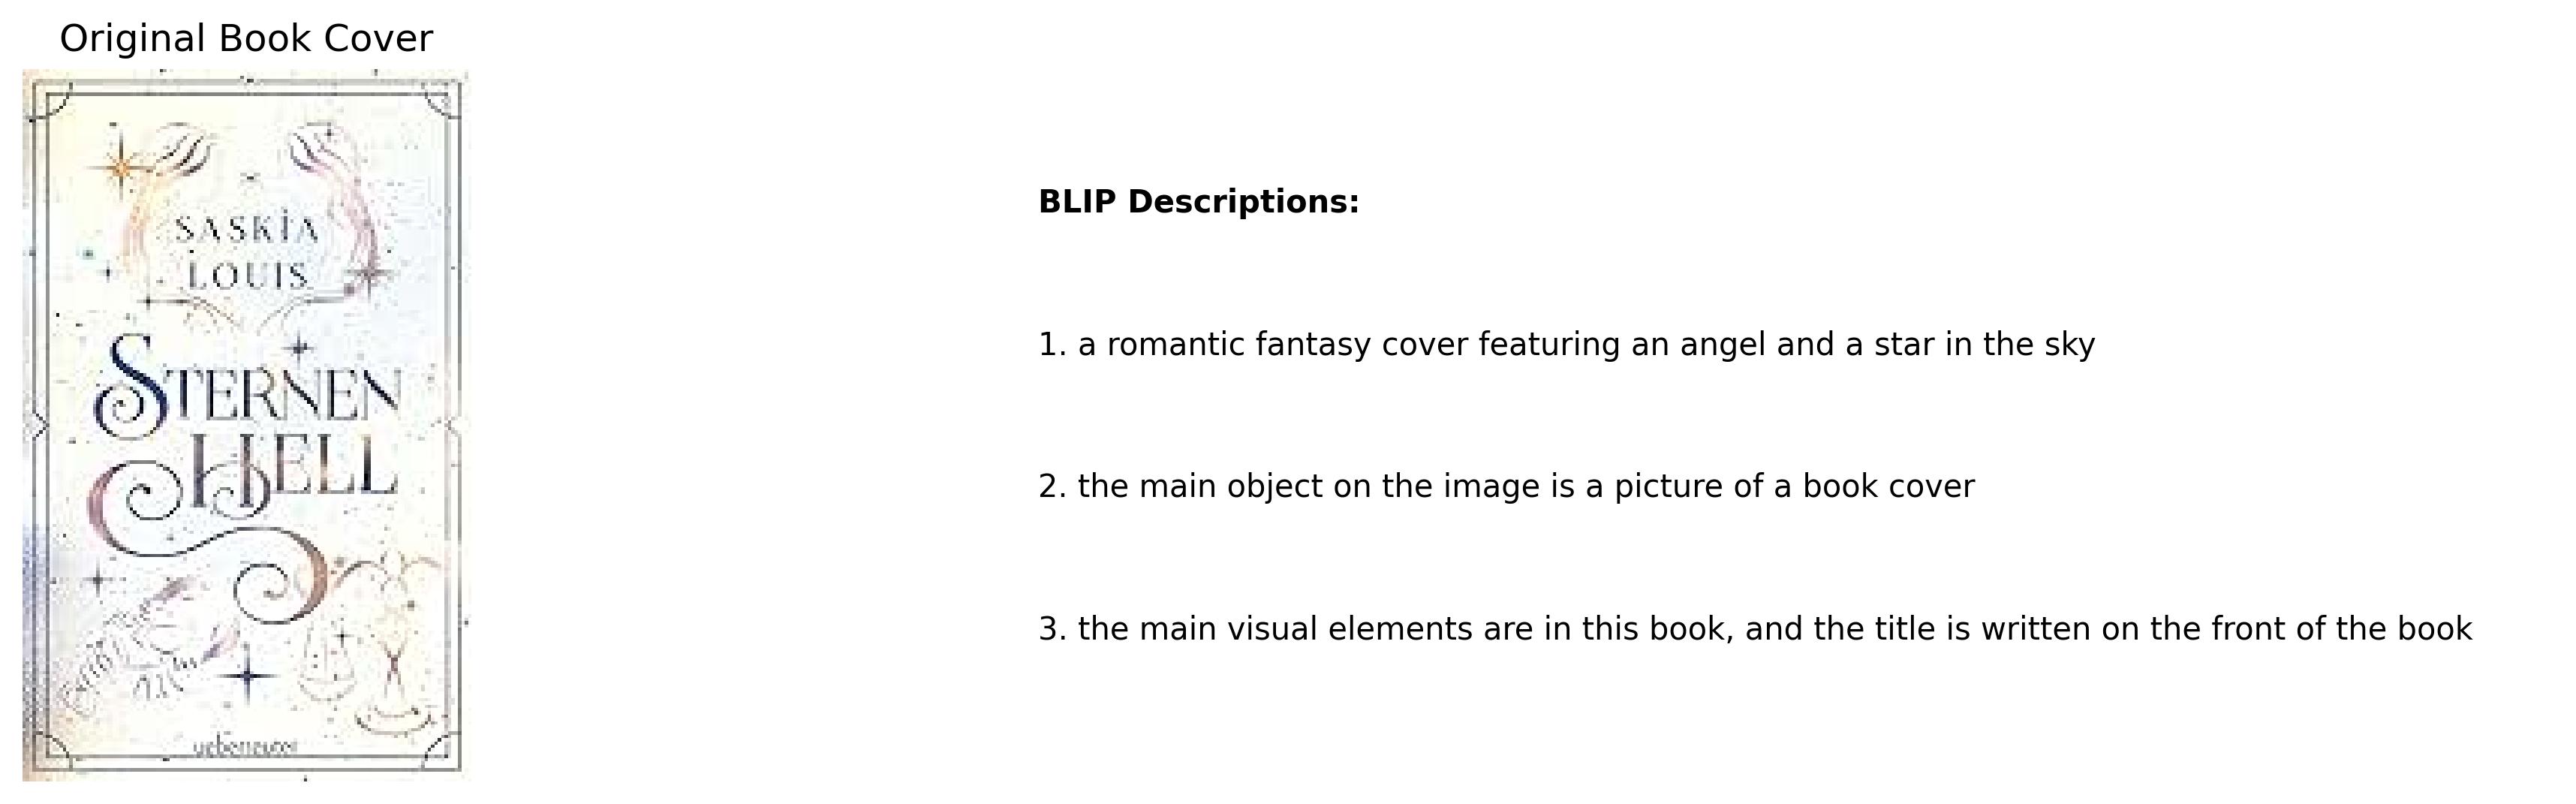 Original Book Cover
SASKIA
LOUIS
STERNEN
HELL
ueberreuter
BLIP Descriptions:
1. a romantic fantasy cover featuring an angel and a star in the sky
2. the main object on the image is a picture of a book cover
3. the main visual elements are in this book, and the title is written on the front of the book